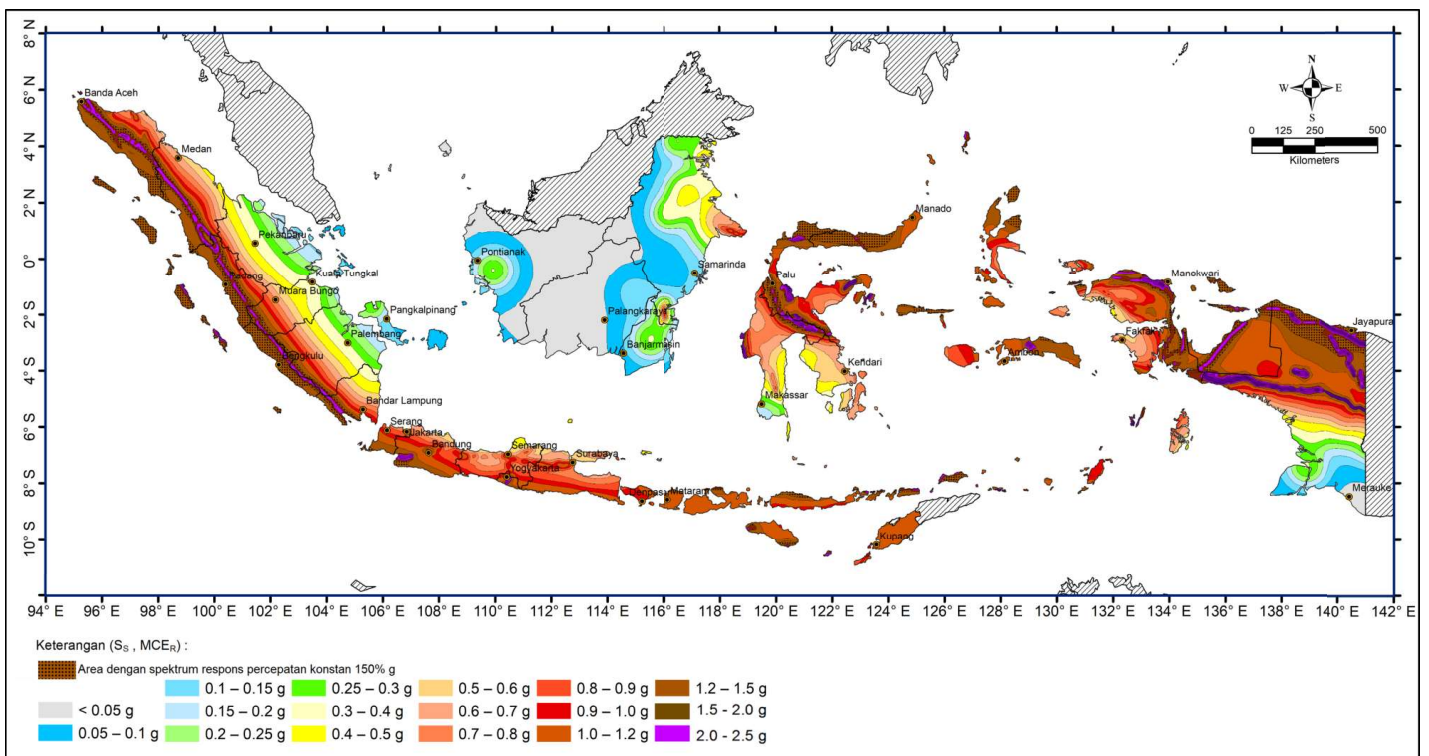 8° N
6° N
4° N
2° N
0°
2° S
4° S
6° S
8° S
10° S
N
W
E
S
0 125 250 500
Kilometers
Banda Aceh
Medan
Pekanbaru
Kuala Tungkal
Padang
Muara Bungo
Pangkalpinang
Palembang
Bengkulu
Bandar Lampung
Serang
Jakarta
Bandung
Semarang
Yogyakarta
Surabaya
Denpasar
Mataram
Kupang
Pontianak
Samarinda
Palangkaraya
Banjarmasin
Manado
Palu
Kendari
Makassar
Ambon
Manokwari
Fakfak
Jayapura
Merauke
94° E 96° E 98° E 100° E 102° E 104° E 106° E 108° E 110° E 112° E 114° E 116° E 118° E 120° E 122° E 124° E 126° E 128° E 130° E 132° E 134° E 136° E 138° E 140° E 142° E
Keterangan (S_S , MCE_R) :
Area dengan spektrum respons percepatan konstan 150% g
0.1 – 0.15 g 0.25 – 0.3 g 0.5 – 0.6 g 0.8 – 0.9 g 1.2 – 1.5 g
< 0.05 g 0.15 – 0.2 g 0.3 – 0.4 g 0.6 – 0.7 g 0.9 – 1.0 g 1.5 - 2.0 g
0.05 – 0.1 g 0.2 – 0.25 g 0.4 – 0.5 g 0.7 – 0.8 g 1.0 – 1.2 g 2.0 - 2.5 g